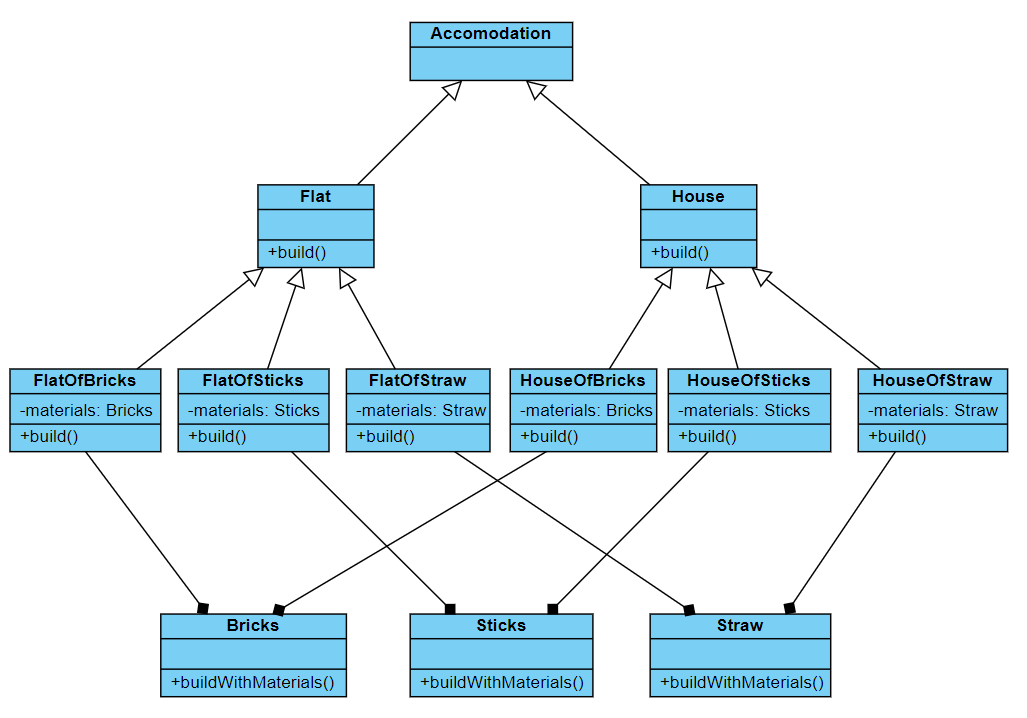 Accomodation
Flat
+build()
House
+build()
FlatOfBricks
-materials: Bricks
+build()
FlatOfSticks
-materials: Sticks
+build()
FlatOfStraw
-materials: Straw
+build()
HouseOfBricks
-materials: Bricks
+build()
HouseOfSticks
-materials: Sticks
+build()
HouseOfStraw
-materials: Straw
+build()
Bricks
+buildWithMaterials()
Sticks
+buildWithMaterials()
Straw
+buildWithMaterials()